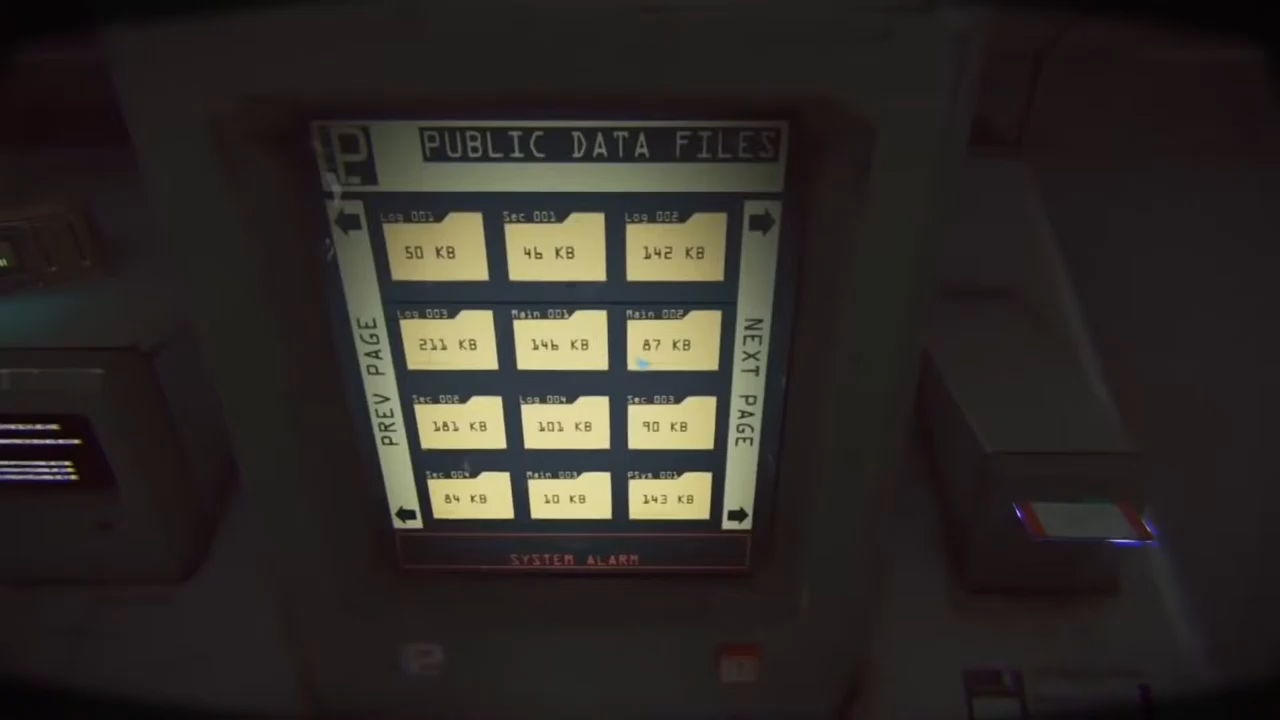 P
PUBLIC DATA FILES
Log 001
Sec 001
Log 002
50 KB
46 KB
142 KB
Log 003
Main 001
Main 002
211 KB
146 KB
87 KB
Sec 002
Log 004
Sec 003
181 KB
101 KB
90 KB
Sec 004
Main 003
PSys 001
84 KB
10 KB
143 KB
PREV PAGE
NEXT PAGE
SYSTEM ALARM